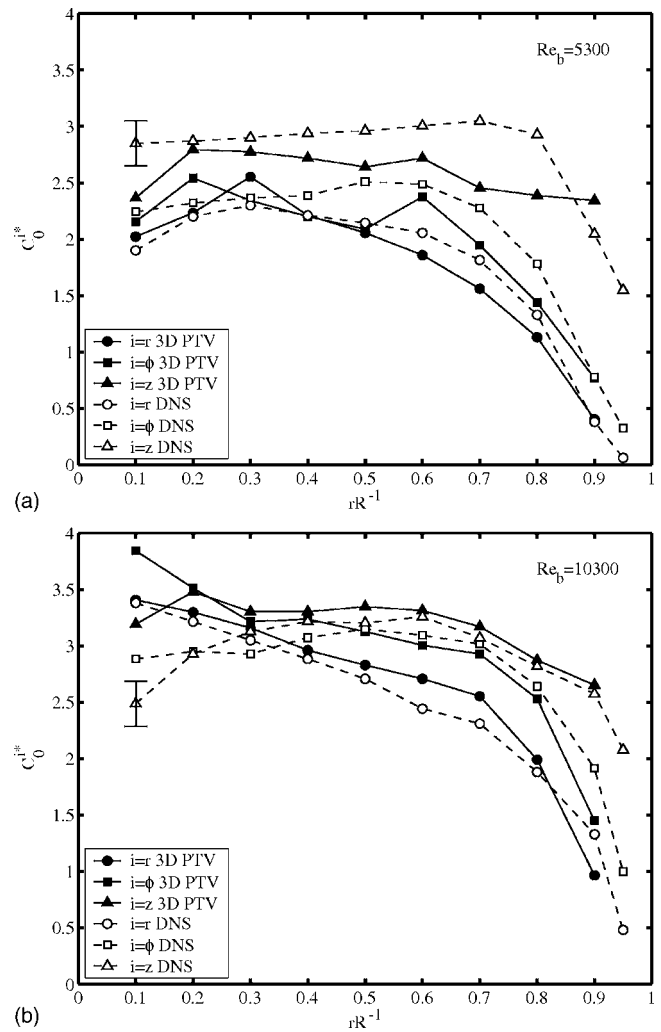 4
3.5
3
2.5
2
1.5
1
0.5
0
C₀^{i*}
Re_b=5300
i=r 3D PTV
i=ϕ 3D PTV
i=z 3D PTV
i=r DNS
i=ϕ DNS
i=z DNS
0 0.1 0.2 0.3 0.4 0.5 0.6 0.7 0.8 0.9 1
rR⁻¹
(a)
4
3.5
3
2.5
2
1.5
1
0.5
0
C₀^{i*}
Re_b=10300
i=r 3D PTV
i=ϕ 3D PTV
i=z 3D PTV
i=r DNS
i=ϕ DNS
i=z DNS
0 0.1 0.2 0.3 0.4 0.5 0.6 0.7 0.8 0.9 1
rR⁻¹
(b)